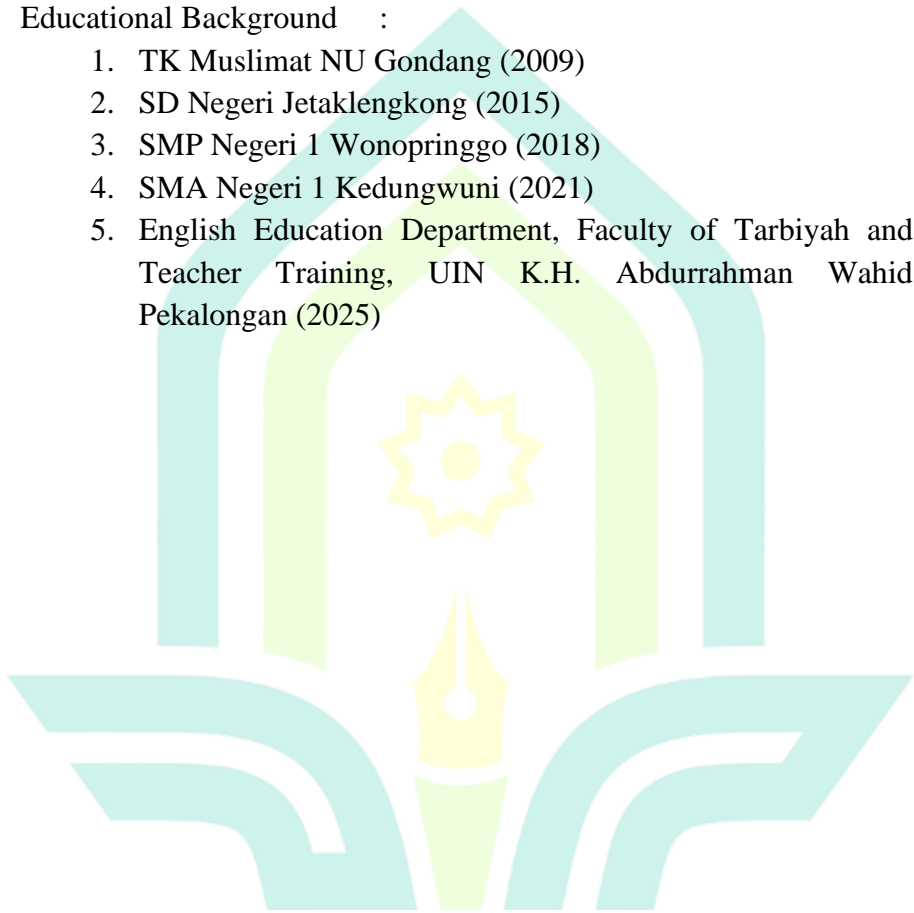 Educational Background :
1. TK Muslimat NU Gondang (2009)
2. SD Negeri Jetaklengkong (2015)
3. SMP Negeri 1 Wonopringgo (2018)
4. SMA Negeri 1 Kedungwuni (2021)
5. English Education Department, Faculty of Tarbiyah and
Teacher Training, UIN K.H. Abdurrahman Wahid
Pekalongan (2025)